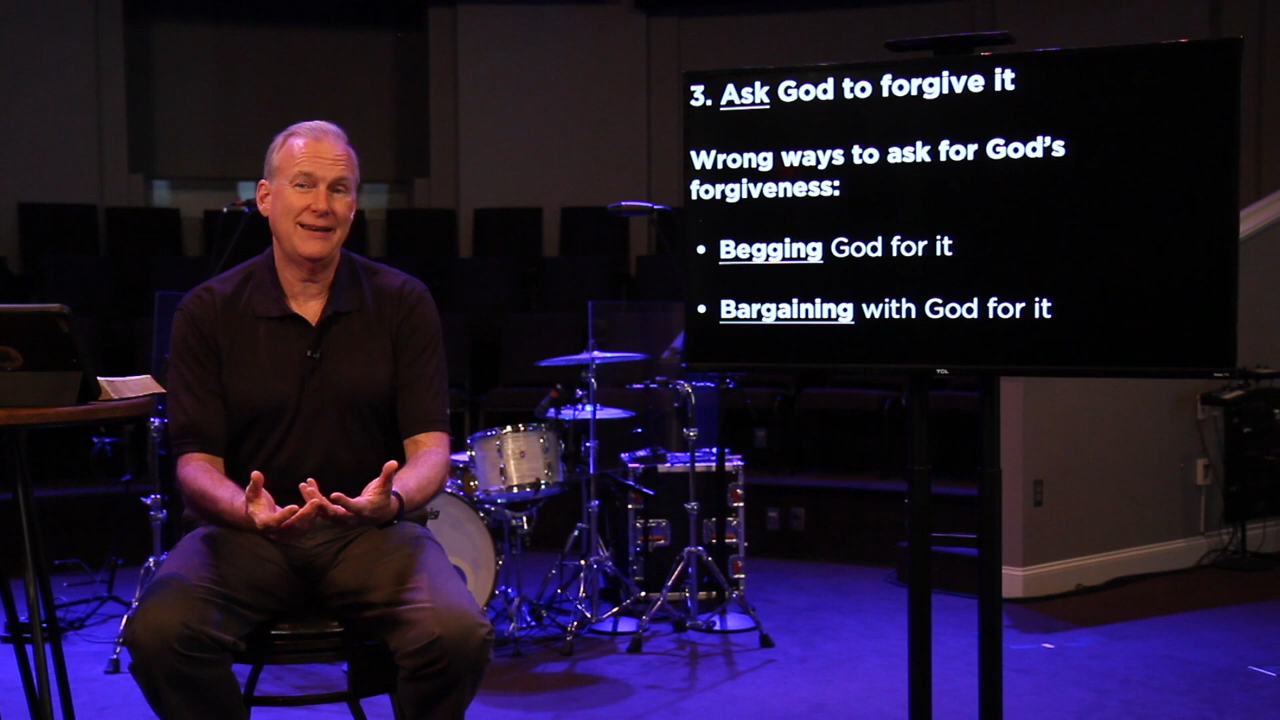 3. Ask God to forgive it
Wrong ways to ask for God's
forgiveness:
• Begging God for it
• Bargaining with God for it
TCL